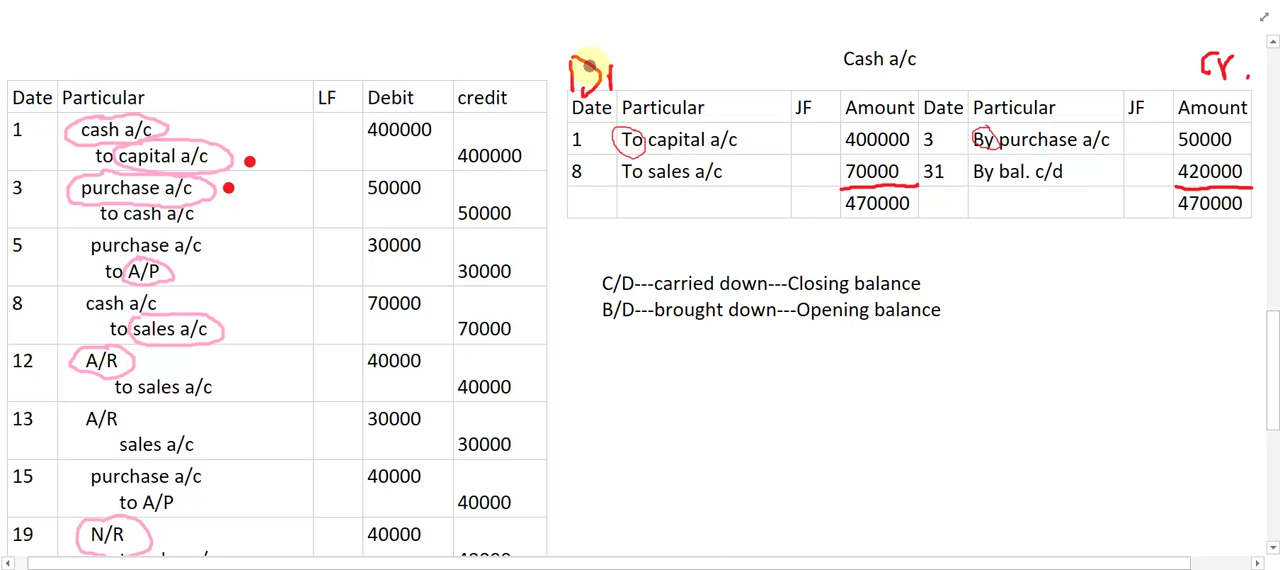 Date Particular LF Debit credit
1 cash a/c 400000
to capital a/c 400000
3 purchase a/c 50000
to cash a/c 50000
5 purchase a/c 30000
to A/P 30000
8 cash a/c 70000
to sales a/c 70000
12 A/R 40000
to sales a/c 40000
13 A/R 30000
sales a/c 30000
15 purchase a/c 40000
to A/P 40000
19 N/R 40000
Cash a/c
Dr Cr.
Date Particular JF Amount Date Particular JF Amount
1 To capital a/c 400000 3 By purchase a/c 50000
8 To sales a/c 70000 31 By bal. c/d 420000
470000 470000
C/D---carried down---Closing balance
B/D---brought down---Opening balance